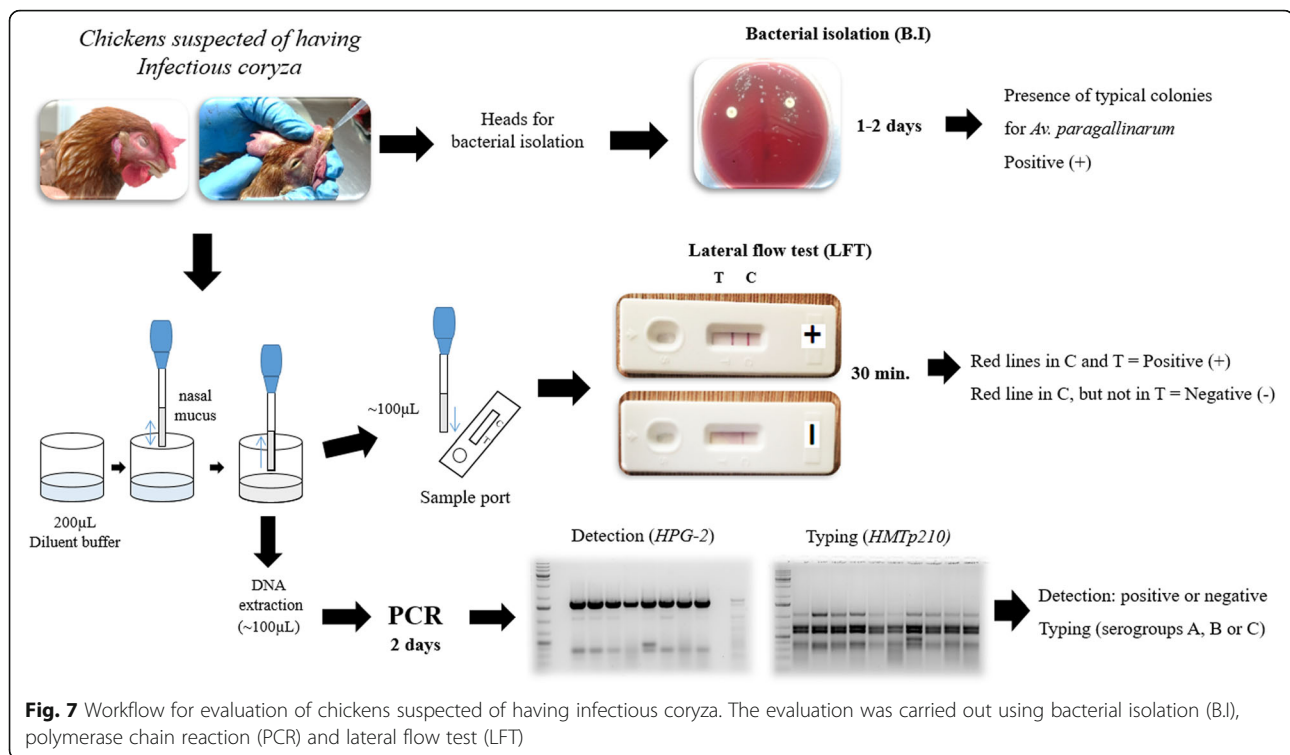 Chickens suspected of having
Infectious coryza
Heads for
bacterial isolation
Bacterial isolation (B.I)
1-2 days
Presence of typical colonies
for Av. paragallinarum
Positive (+)
nasal
mucus
200µL
Diluent buffer
~100µL
C
T
Sample port
Lateral flow test (LFT)
T C
+
-
30 min.
Red lines in C and T = Positive (+)
Red line in C, but not in T = Negative (-)
DNA
extraction
(~100µL)
PCR
2 days
Detection (HPG-2)
Typing (HMTp210)
Detection: positive or negative
Typing (serogroups A, B or C)
Fig. 7 Workflow for evaluation of chickens suspected of having infectious coryza. The evaluation was carried out using bacterial isolation (B.I),
polymerase chain reaction (PCR) and lateral flow test (LFT)